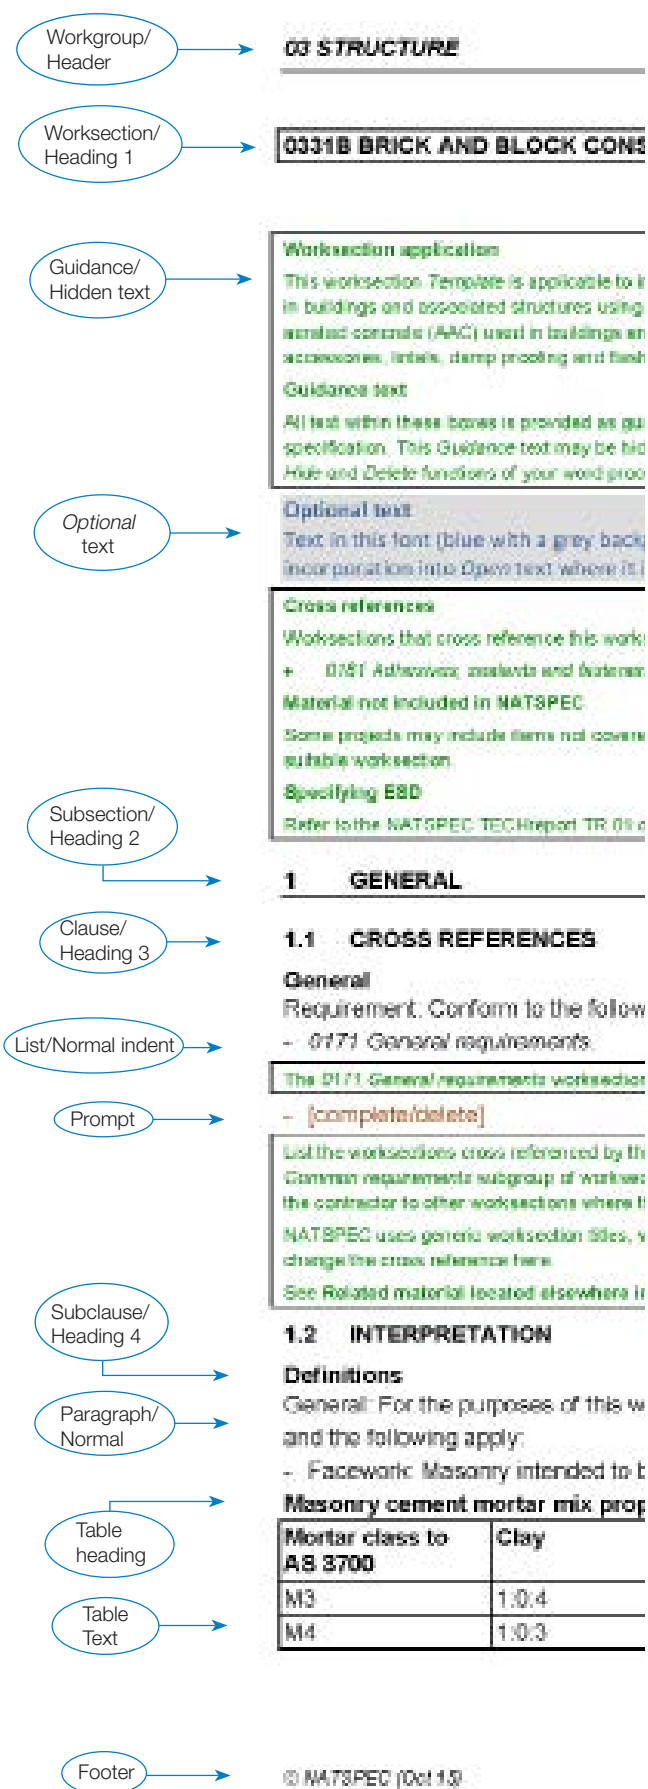 Workgroup/
Header
03 STRUCTURE
Worksection/
Heading 1
0331B BRICK AND BLOCK CONS
Guidance/
Hidden text
Worksection application
This worksection Template is applicable to
in buildings and associated structures using
aerated concrete (AAC) used in buildings
accessories, lintels, damp proofing and
Guidance text
All text within these boxes is provided as
specification. This Guidance text may be
Hide and Delete functions of your word
Optional
text
Optional text
Text in this font (blue with a grey
incorporation into Open text where it
Cross references
Worksections that cross reference this
+ 0181 Adhesives, sealants and
Material not included in NATSPEC
Some projects may include items not
suitable worksection.
Specifying ESD
Refer to the NATSPEC TECHreport TR 01
Subsection/
Heading 2
1 GENERAL
Clause/
Heading 3
1.1 CROSS REFERENCES
General
Requirement: Conform to the follow
List/Normal indent
- 0171 General requirements.
The 0171 General requirements worksection
Prompt
- [complete/delete]
List the worksections cross referenced by
Common requirements subgroup of
the contractor to other worksections where
NATSPEC uses generic worksection titles,
change the cross reference here.
See Related material located elsewhere in
Subclause/
Heading 4
1.2 INTERPRETATION
Definitions
Paragraph/
Normal
General: For the purposes of this w
and the following apply:
- Facework: Masonry intended to b
Table
heading
Masonry cement mortar mix prop
Mortar class to
AS 3700
Clay
M3 1:0:4
Table
Text
M4 1:0:3
Footer
© NATSPEC (Oct 15)